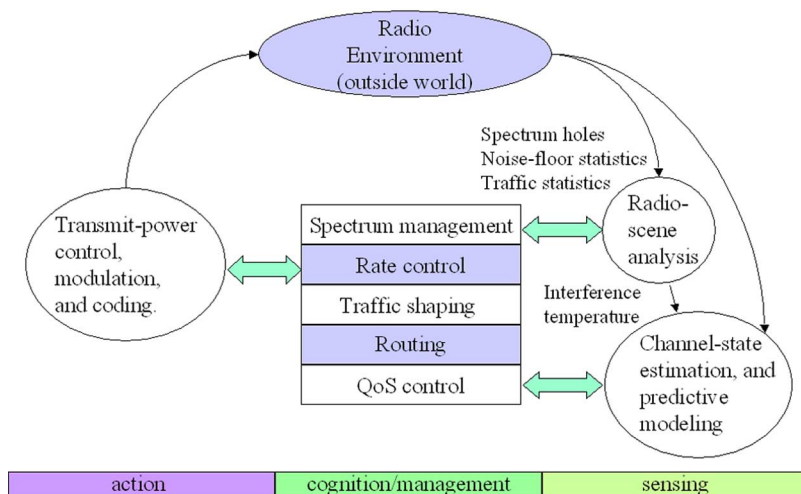 Radio
Environment
(outside world)
Spectrum holes
Noise-floor statistics
Traffic statistics
Transmit-power
control,
modulation,
and coding.
Spectrum management
Rate control
Traffic shaping
Routing
QoS control
Radio-
scene
analysis
Interference
temperature
Channel-state
estimation, and
predictive
modeling
action
cognition/management
sensing